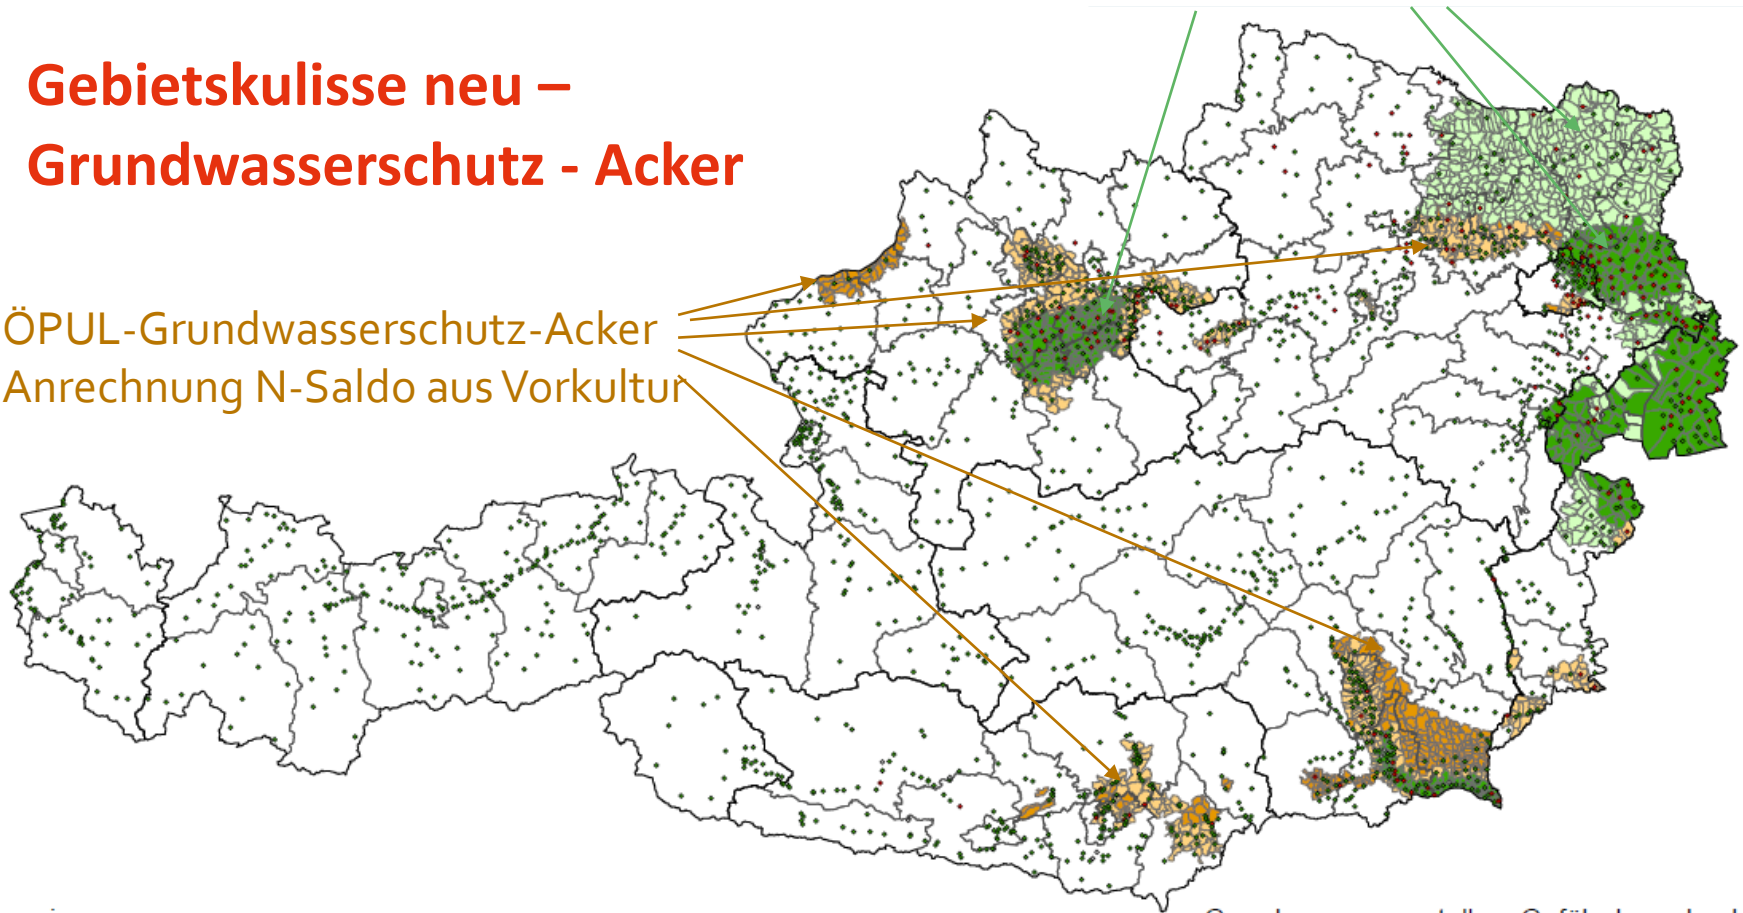 Gebietskulisse neu –
Grundwasserschutz - Acker
ÖPUL-Grundwasserschutz-Acker
Anrechnung N-Saldo aus Vorkultur